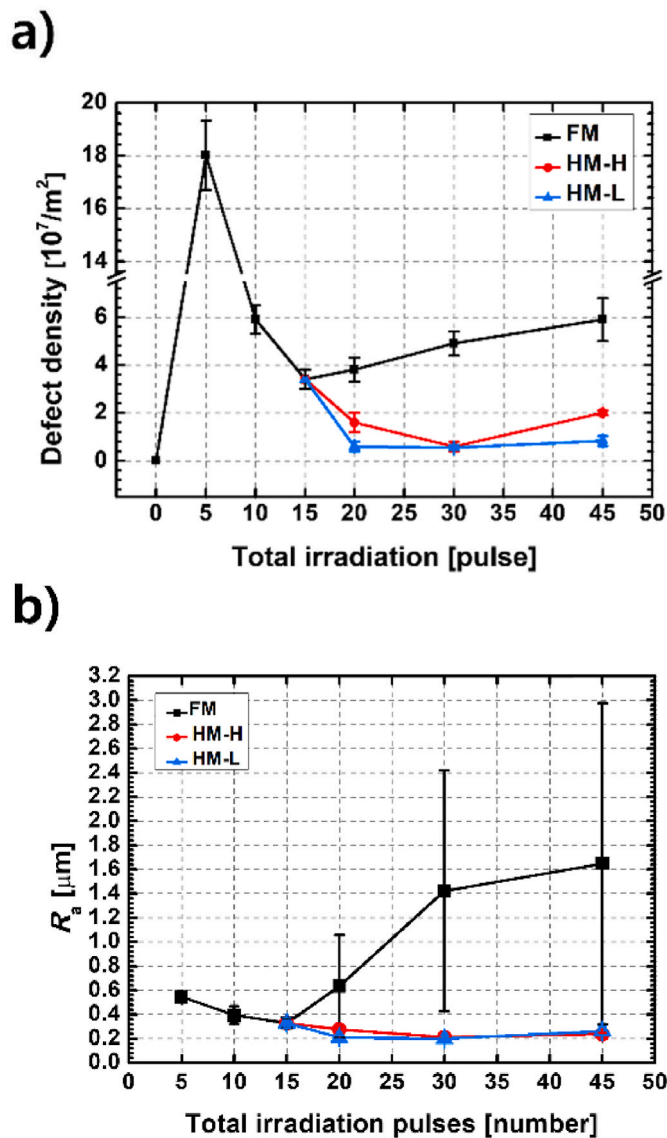 a)
20
18
16
14
6
4
2
0
Defect density [10⁷/m²]
FM
HM-H
HM-L
0 5 10 15 20 25 30 35 40 45 50
Total irradiation [pulse]
b)
3.2
3.0
2.8
2.6
2.4
2.2
2.0
1.8
1.6
1.4
1.2
1.0
0.8
0.6
0.4
0.2
0.0
Rₐ [μm]
FM
HM-H
HM-L
0 5 10 15 20 25 30 35 40 45 50
Total irradiation pulses [number]